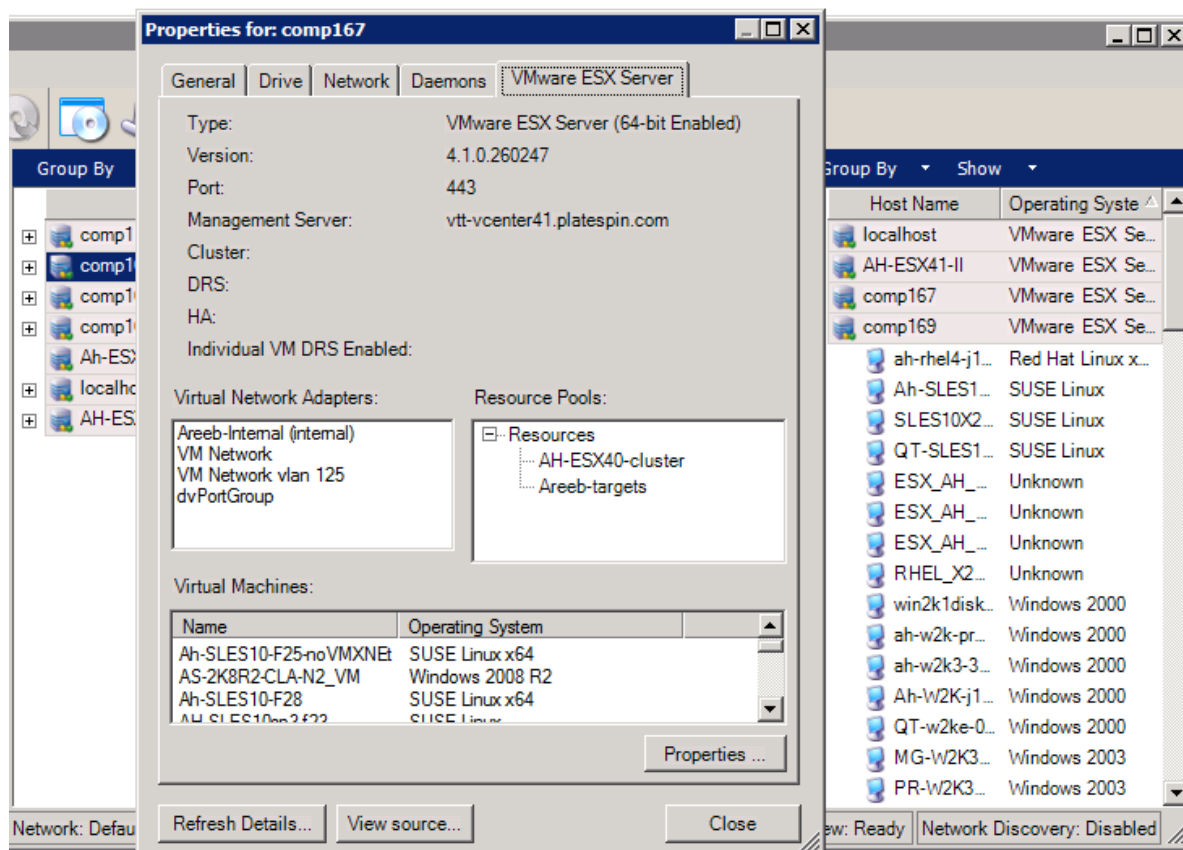 Properties for: comp167
General Drive Network Daemons VMware ESX Server
Type: VMware ESX Server (64-bit Enabled)
Version: 4.1.0.260247
Port: 443
Management Server: vtt-vcenter41.platespin.com
Cluster:
DRS:
HA:
Individual VM DRS Enabled:
Virtual Network Adapters:
Areeb-Internal (internal)
VM Network
VM Network vlan 125
dvPortGroup
Resource Pools:
Resources
AH-ESX40-cluster
Areeb-targets
Virtual Machines:
Name Operating System
Ah-SLES10-F25-noVMXNEt SUSE Linux x64
AS-2K8R2-CLA-N2_VM Windows 2008 R2
Ah-SLES10-F28 SUSE Linux x64
SUSE Linux
Properties ...
Refresh Details... View source... Close
Group By
comp1
comp1
comp1
comp1
Ah-ESX
localho
AH-ES
Network: Defau
Group By Show
Host Name Operating Syste
localhost VMware ESX Se...
AH-ESX41-II VMware ESX Se...
comp167 VMware ESX Se...
comp169 VMware ESX Se...
ah-rhel4-j1... Red Hat Linux x...
Ah-SLES1... SUSE Linux
SLES10X2... SUSE Linux
QT-SLES1... SUSE Linux
ESX_AH_... Unknown
ESX_AH_... Unknown
ESX_AH_... Unknown
RHEL_X2... Unknown
win2k1disk... Windows 2000
ah-w2k-pr... Windows 2000
ah-w2k3-3... Windows 2000
Ah-W2K-j1... Windows 2000
QT-w2ke-0... Windows 2000
MG-W2K3... Windows 2003
PR-W2K3... Windows 2003
ew: Ready Network Discovery: Disabled